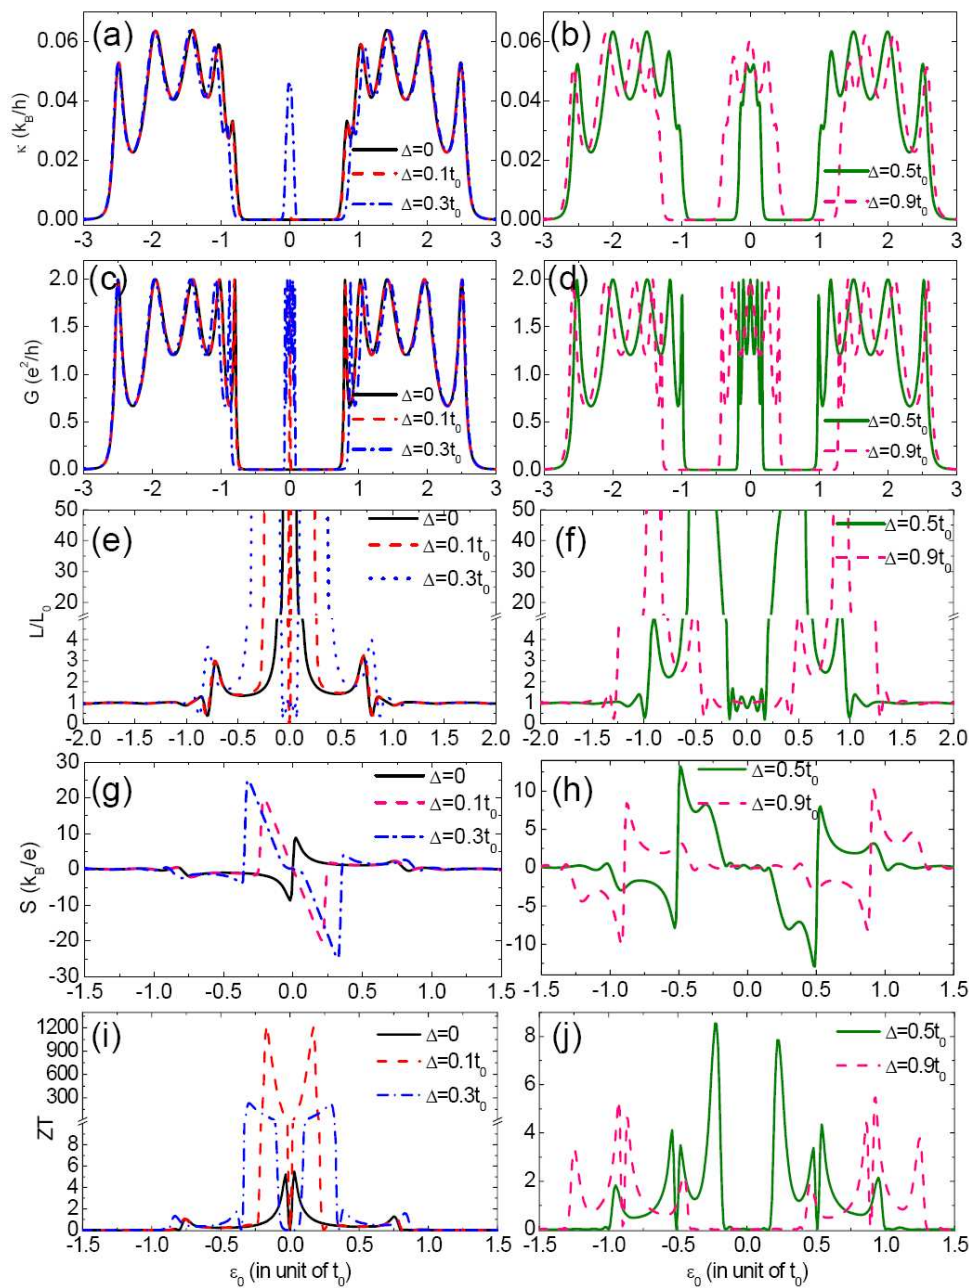 (a)
κ (k_B/h)
0.06
0.04
0.02
0.00
Δ=0
Δ=0.1t_0
Δ=0.3t_0
-3 -2 -1 0 1 2 3
(b)
0.06
0.04
0.02
0.00
Δ=0.5t_0
Δ=0.9t_0
-3 -2 -1 0 1 2 3
(c)
G (e²/h)
2.0
1.5
1.0
0.5
0.0
Δ=0
Δ=0.1t_0
Δ=0.3t_0
-3 -2 -1 0 1 2 3
(d)
2.0
1.5
1.0
0.5
0.0
Δ=0.5t_0
Δ=0.9t_0
-3 -2 -1 0 1 2 3
(e)
L/L_0
50
40
30
20
4
3
2
1
0
Δ=0
Δ=0.1t_0
Δ=0.3t_0
-2.0 -1.5 -1.0 -0.5 0.0 0.5 1.0 1.5 2.0
(f)
50
40
30
20
4
3
2
1
0
Δ=0.5t_0
Δ=0.9t_0
-2.0 -1.5 -1.0 -0.5 0.0 0.5 1.0 1.5 2.0
(g)
S (k_B/e)
30
20
10
0
-10
-20
-30
Δ=0
Δ=0.1t_0
Δ=0.3t_0
-1.5 -1.0 -0.5 0.0 0.5 1.0 1.5
(h)
10
5
0
-5
-10
Δ=0.5t_0
Δ=0.9t_0
-1.5 -1.0 -0.5 0.0 0.5 1.0 1.5
(i)
ZT
1200
900
600
300
8
6
4
2
0
Δ=0
Δ=0.1t_0
Δ=0.3t_0
-1.5 -1.0 -0.5 0.0 0.5 1.0 1.5
ε_0 (in unit of t_0)
(j)
8
6
4
2
0
Δ=0.5t_0
Δ=0.9t_0
-1.5 -1.0 -0.5 0.0 0.5 1.0 1.5
ε_0 (in unit of t_0)